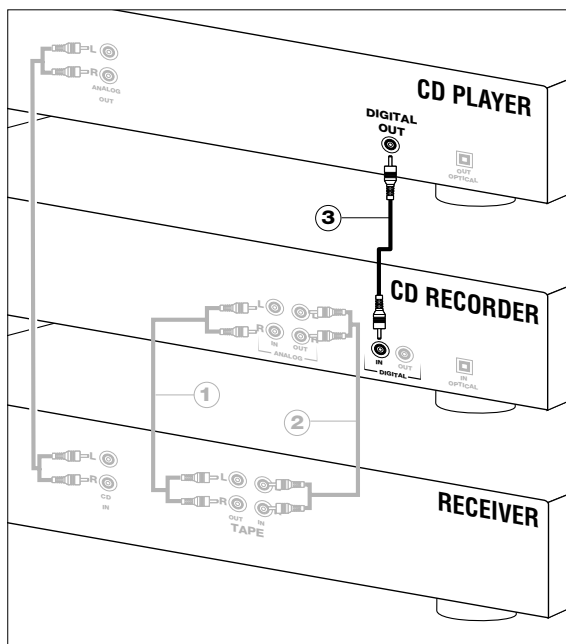 L
R
ANALOG
OUT
CD PLAYER
DIGITAL
OUT
OUT
OPTICAL
3
CD RECORDER
L
R
IN
OUT
ANALOG
IN
OUT
DIGITAL
IN
OPTICAL
1
2
L
R
CD
IN
L
R
OUT
IN
TAPE
RECEIVER